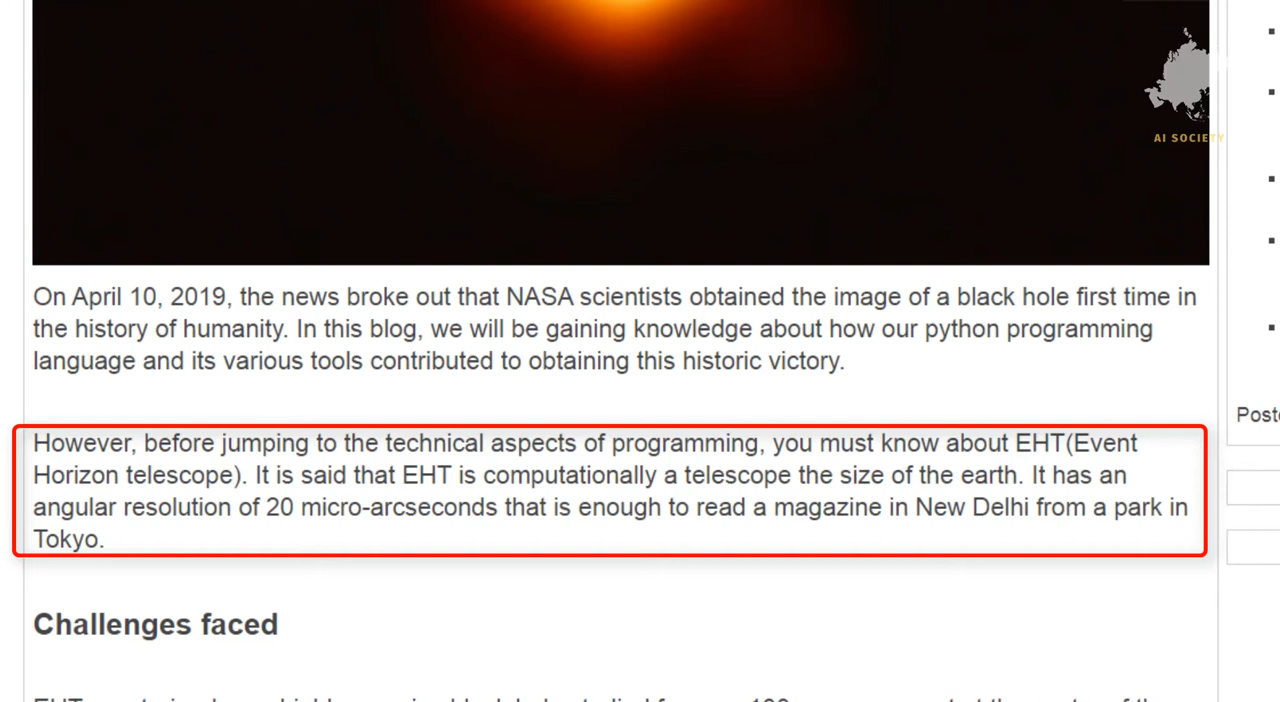 AI SOCIETY
On April 10, 2019, the news broke out that NASA scientists obtained the image of a black hole first time in
the history of humanity. In this blog, we will be gaining knowledge about how our python programming
language and its various tools contributed to obtaining this historic victory.
However, before jumping to the technical aspects of programming, you must know about EHT(Event
Horizon telescope). It is said that EHT is computationally a telescope the size of the earth. It has an
angular resolution of 20 micro-arcseconds that is enough to read a magazine in New Delhi from a park in
Tokyo.
Challenges faced